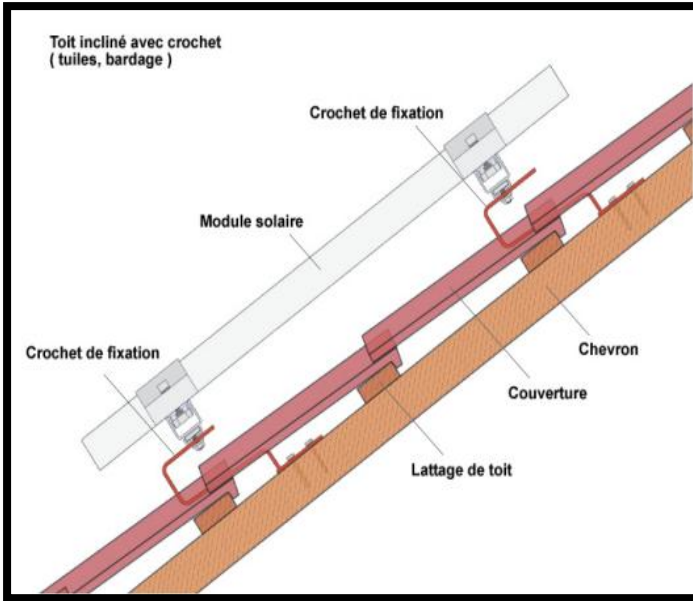 Toit incliné avec crochet
( tuiles, bardage )
Crochet de fixation
Module solaire
Crochet de fixation
Chevron
Couverture
Lattage de toit